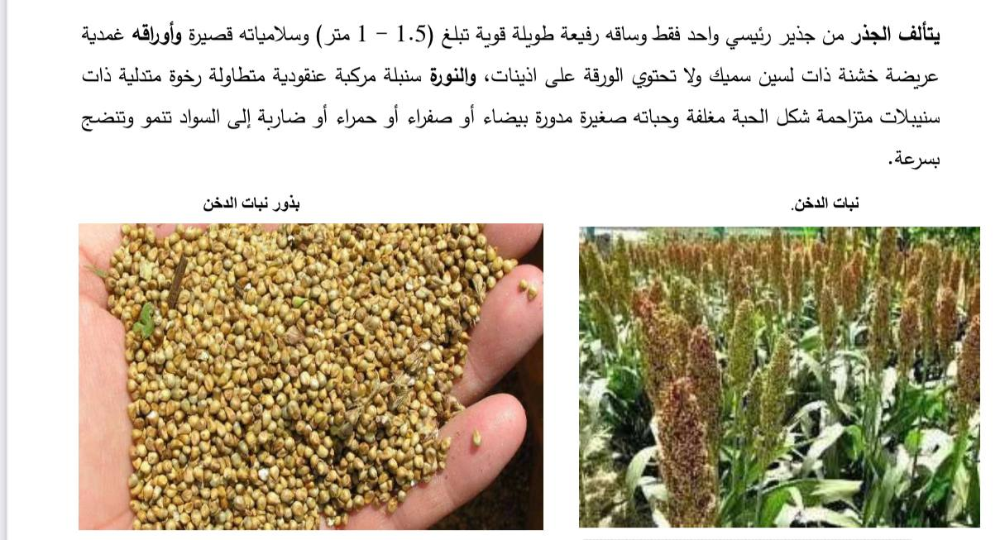 يتألف الجذر من جذير رئيسي واحد فقط وساقه رفيعة طويلة قوية تبلغ (1.5 – 1 متر) وسلامياته قصيرة وأوراقه غمدية
عريضة خشنة ذات لسين سميك ولا تحتوي الورقة على اذينات، والنورة سنبلة مركبة عنقودية متطاولة رخوة متدلية ذات
سنيبلات متزاحمة شكل الحبة مغلفة وحباته صغيرة مدورة بيضاء أو صفراء أو حمراء أو ضاربة إلى السواد تنمو وتنضج
بسرعة.
نبات الدخن.
بذور نبات الدخن